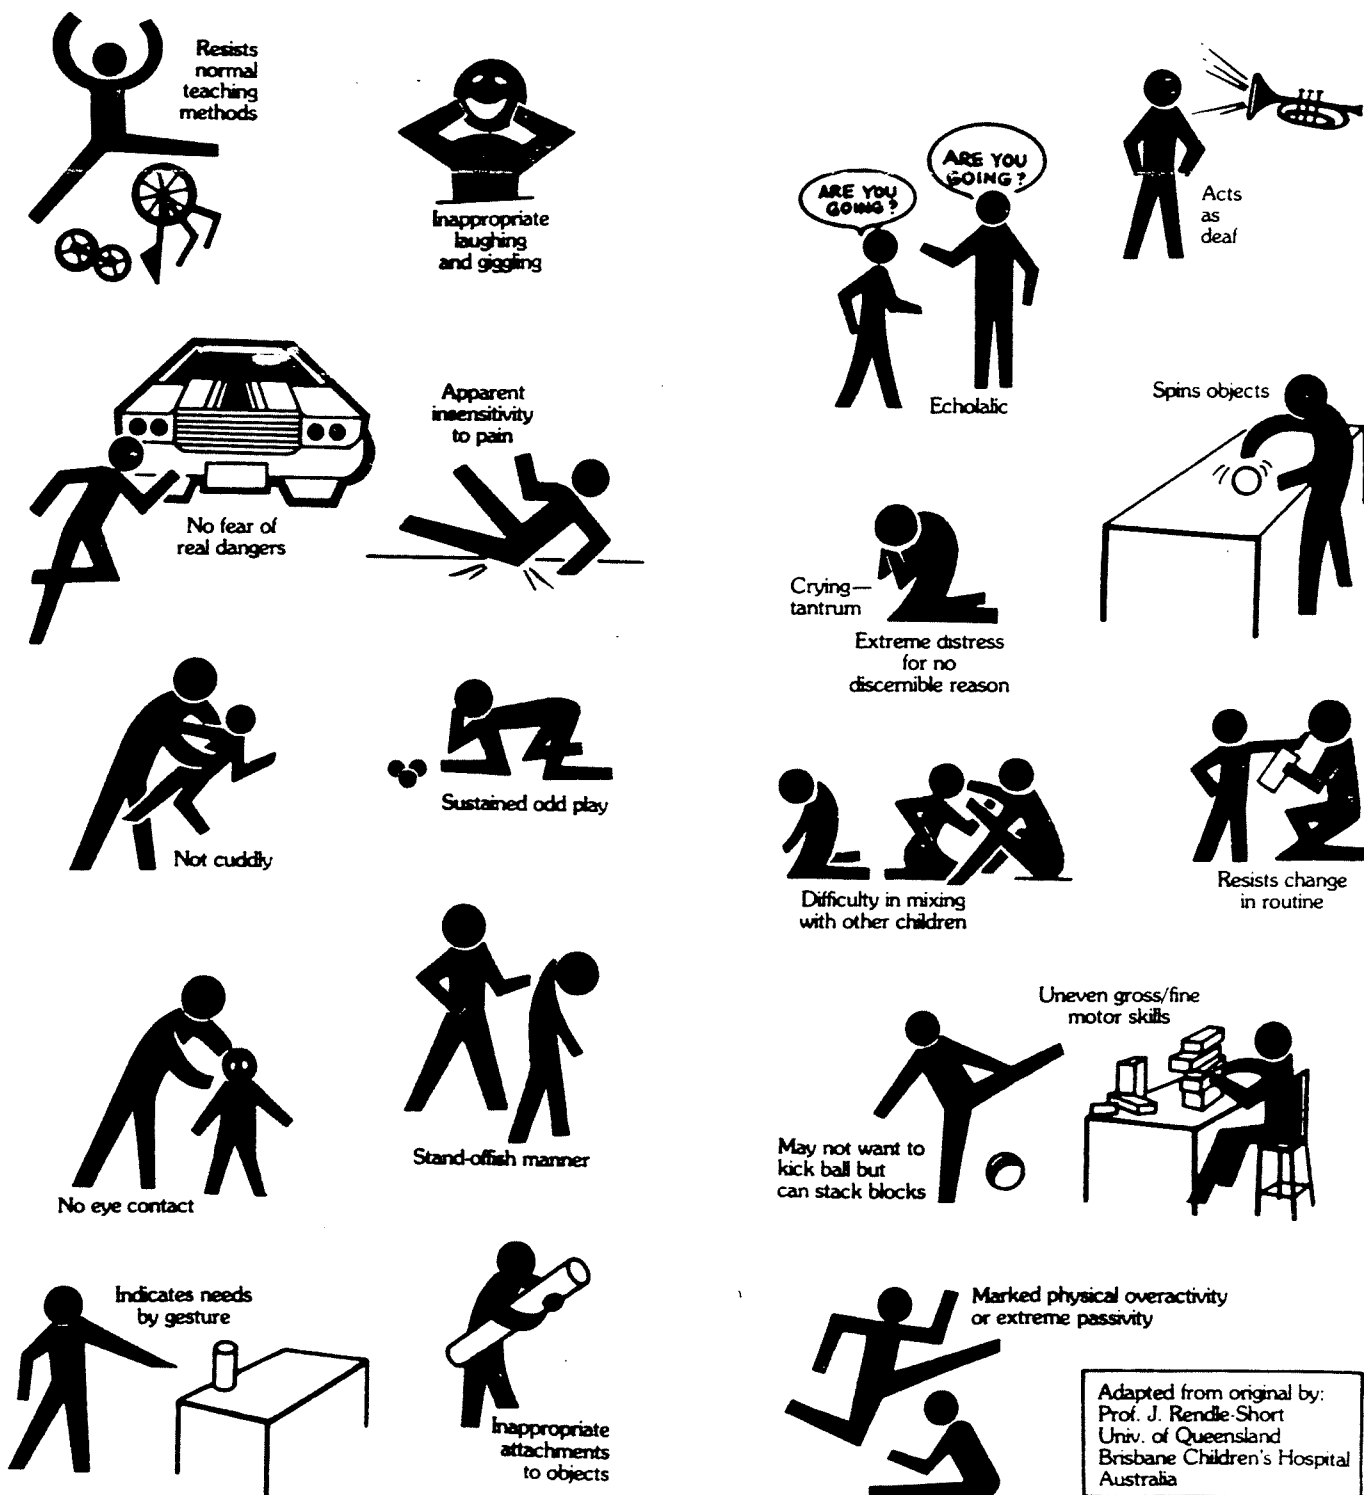 Resists
normal
teaching
methods
Inappropriate
laughing
and giggling
ARE YOU
GOING?
ARE YOU
GOING?
Echolalic
Acts
as
deaf
No fear of
real dangers
Apparent
insensitivity
to pain
Crying—
tantrum
Extreme distress
for no
discernible reason
Spins objects
Not cuddly
Sustained odd play
Difficulty in mixing
with other children
Resists change
in routine
No eye contact
Stand-offish manner
Uneven gross/fine
motor skills
May not want to
kick ball but
can stack blocks
Indicates needs
by gesture
Inappropriate
attachments
to objects
Marked physical overactivity
or extreme passivity
Adapted from original by:
Prof. J. Rendle-Short
Univ. of Queensland
Brisbane Children's Hospital
Australia